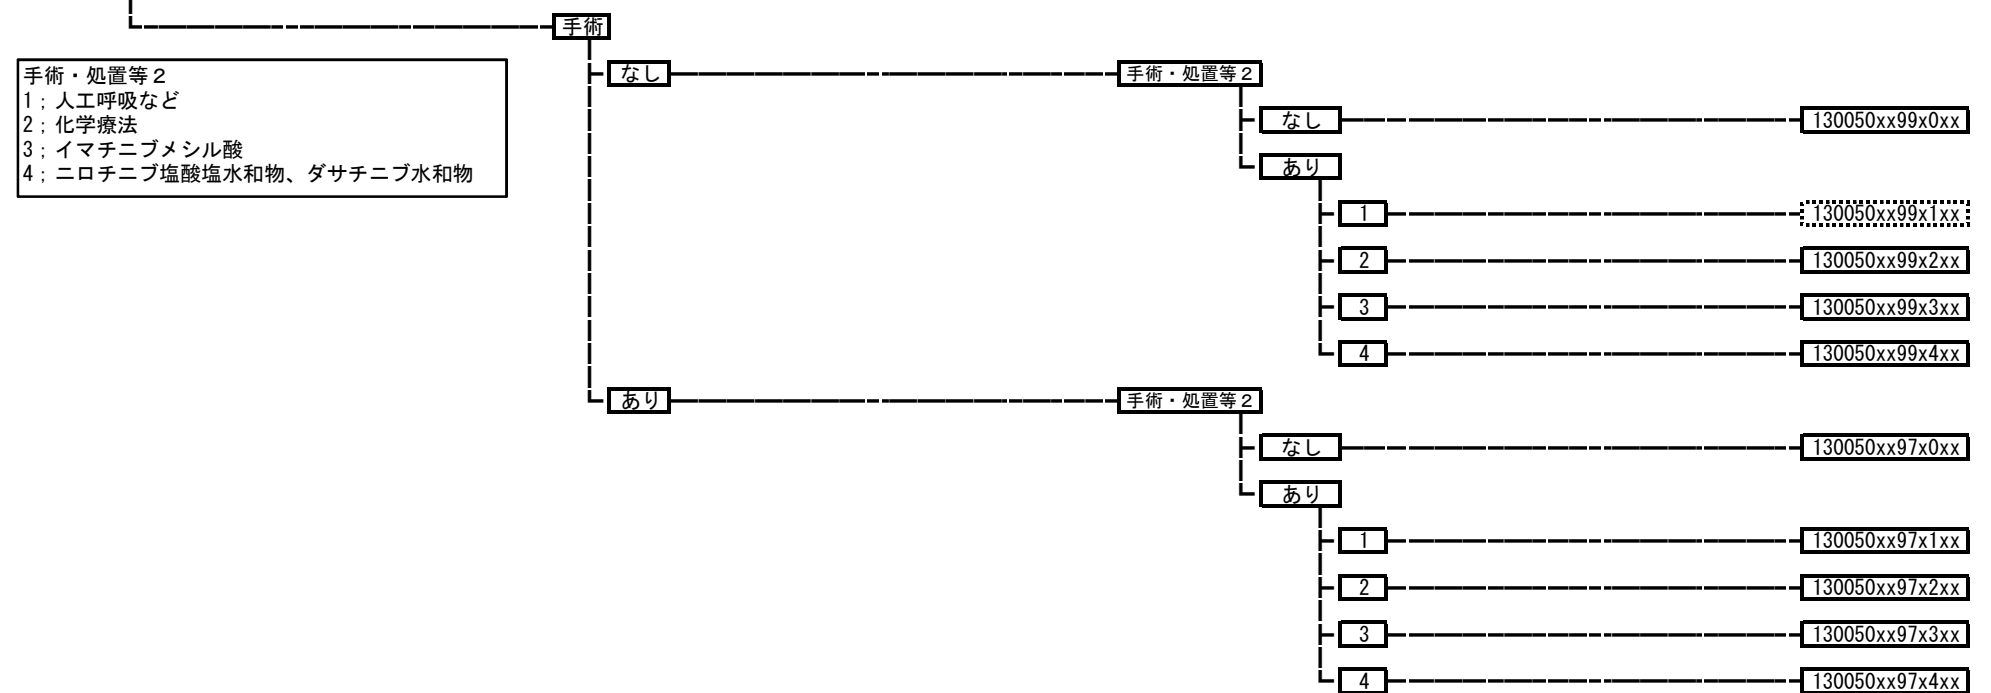 手術
手術・処置等2
1；人工呼吸など
2；化学療法
3；イマチニブメシル酸
4；ニロチニブ塩酸塩水和物、ダサチニブ水和物
なし 手術・処置等2
なし 130050xx99x0xx
あり
1 130050xx99x1xx
2 130050xx99x2xx
3 130050xx99x3xx
4 130050xx99x4xx
あり 手術・処置等2
なし 130050xx97x0xx
あり
1 130050xx97x1xx
2 130050xx97x2xx
3 130050xx97x3xx
4 130050xx97x4xx